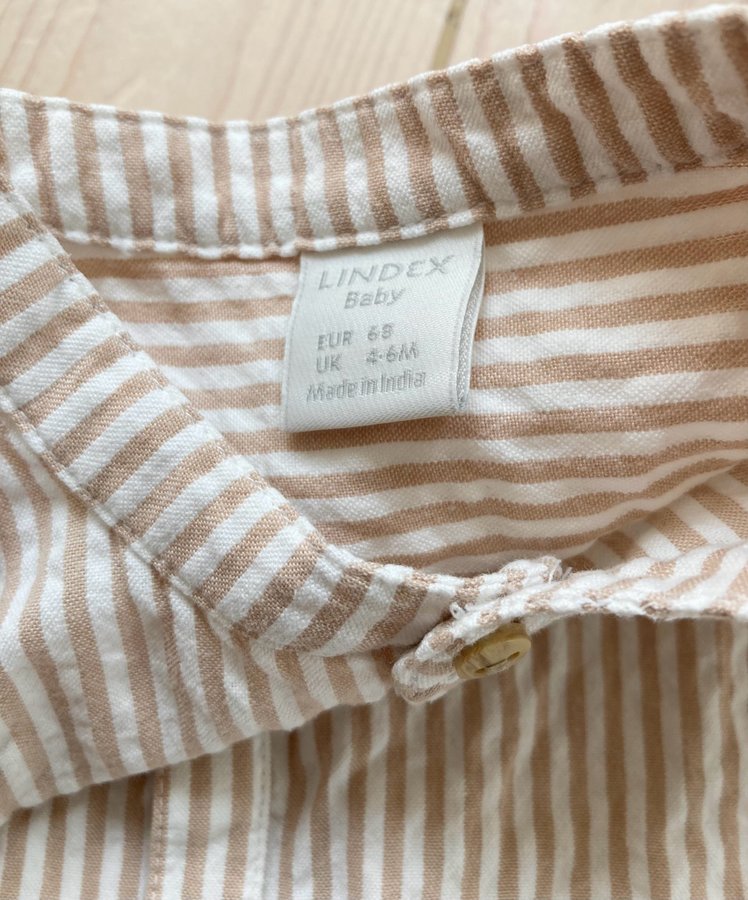 LINDEX
Baby
EUR 68
UK 4-6M
Made in India